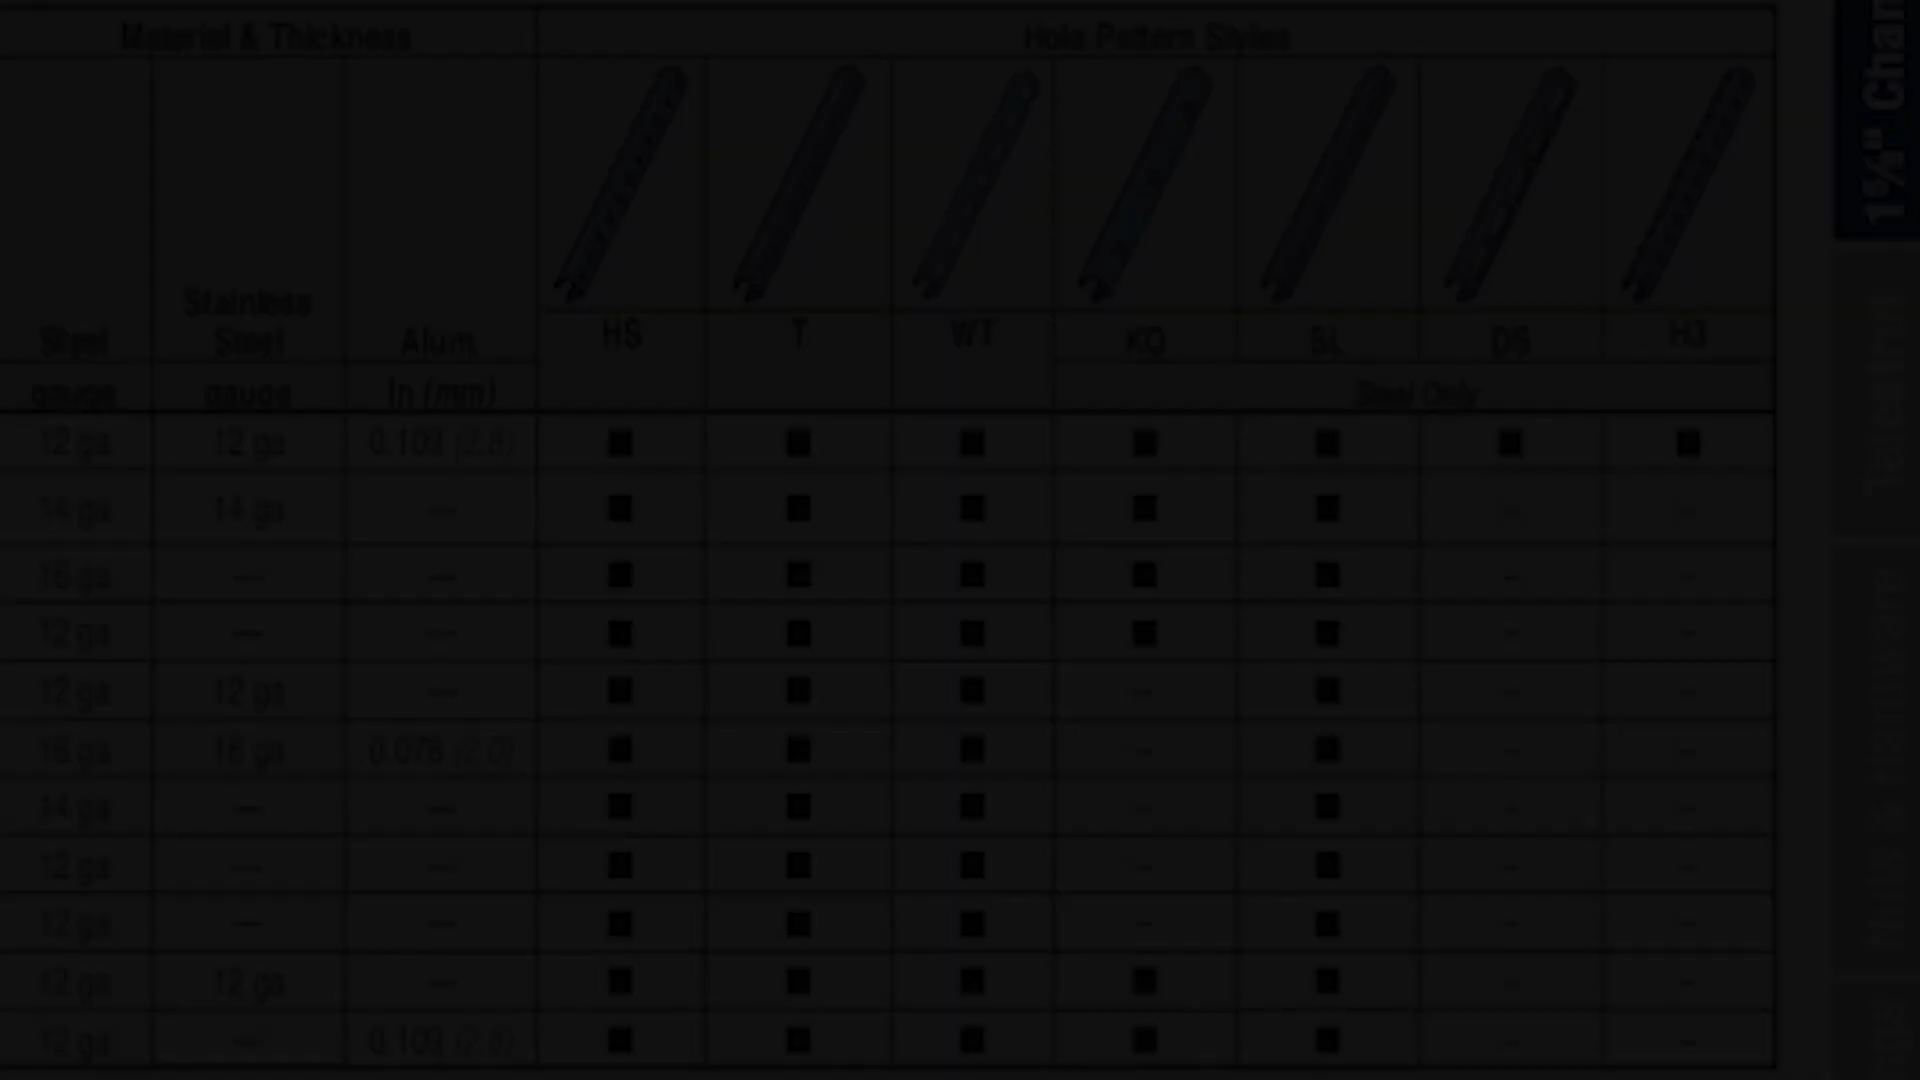 Material & Thickness
Hole Pattern Styles
Steel
Stainless
Steel
Alum.
HS
T
WT
KO
SL
DS
H3
gauge
gauge
In (mm)
Steel Only
12 ga 12 ga 0.109 (2.8) ■ ■ ■ ■ ■ ■ ■
14 ga 14 ga — ■ ■ ■ ■ ■ - -
16 ga — — ■ ■ ■ ■ ■ - -
12 ga — — ■ ■ ■ ■ ■ - -
12 ga 12 ga — ■ ■ ■ - ■ - -
16 ga 16 ga 0.078 (2.0) ■ ■ ■ - ■ - -
14 ga — — ■ ■ ■ - ■ - -
12 ga — — ■ ■ ■ - ■ - -
12 ga — — ■ ■ ■ - ■ - -
12 ga 12 ga — ■ ■ ■ ■ ■ - -
12 ga — 0.109 (2.8) ■ ■ ■ ■ ■ - -